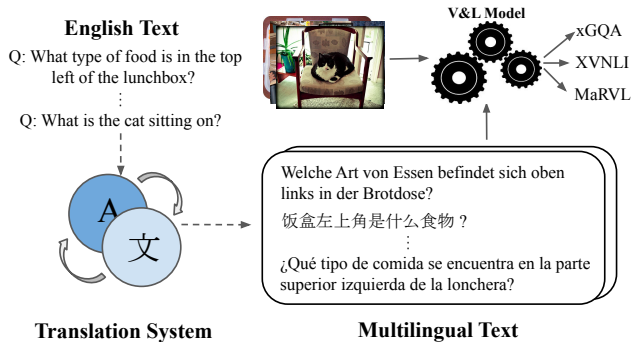 English Text
Q: What type of food is in the top
left of the lunchbox?
Q: What is the cat sitting on?
A
文
Translation System
V&L Model
xGQA
XVNLI
MaRVL
Welche Art von Essen befindet sich oben
links in der Brotdose?
饭盒左上角是什么食物 ?
¿Qué tipo de comida se encuentra en la parte
superior izquierda de la lonchera?
Multilingual Text